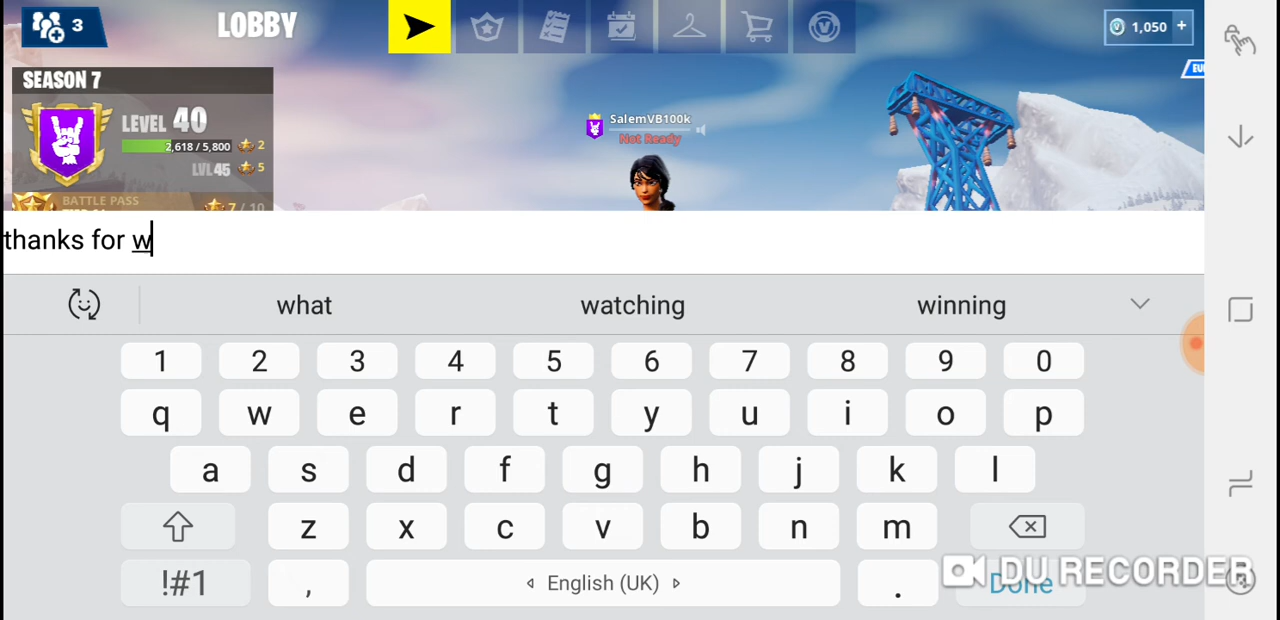 3
LOBBY
1,050 +
SEASON 7
LEVEL 40
2,618 / 5,800
2
LVL 45
5
BATTLE PASS
7 / 10
SalemVB100k
Not Ready
thanks for w
what watching winning
1 2 3 4 5 6 7 8 9 0
q w e r t y u i o p
a s d f g h j k l
z x c v b n m
!#1 , English (UK) . Done
DU RECORDER